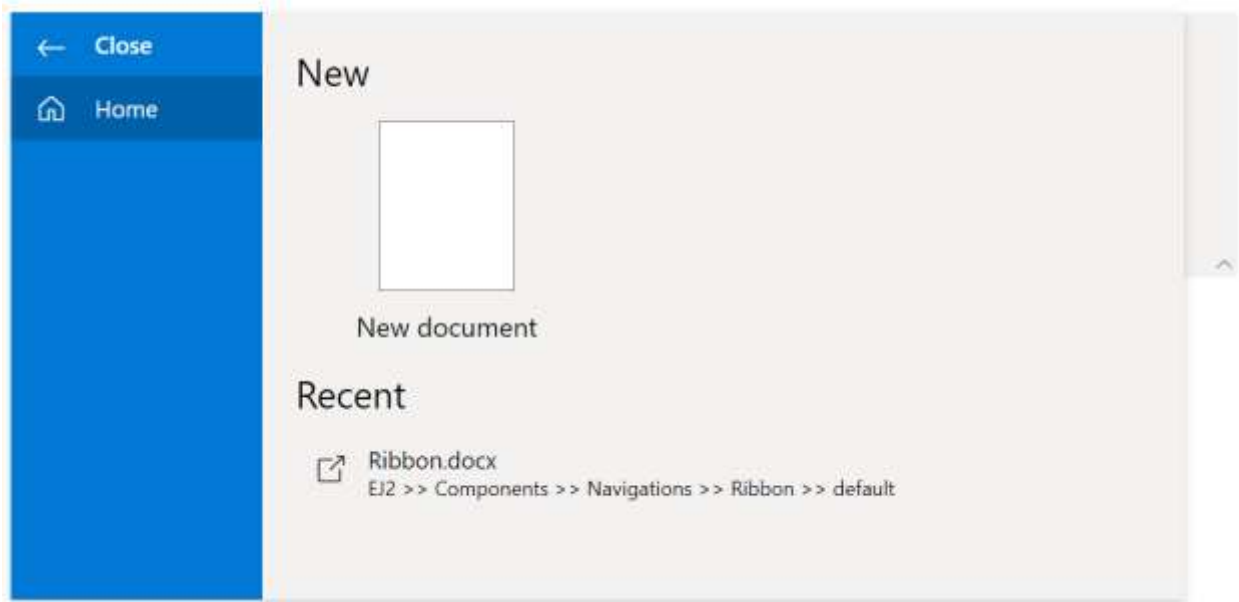 Close
Home
New
New document
Recent
Ribbon.docx
EJ2 >> Components >> Navigations >> Ribbon >> default